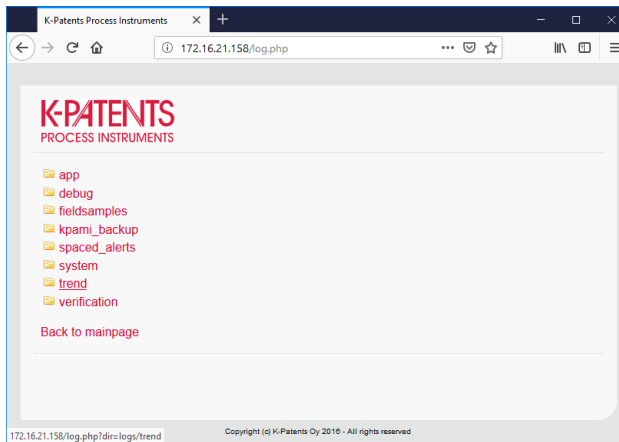 K-Patents Process Instruments
172.16.21.158/log.php
K-PATENTS
PROCESS INSTRUMENTS
app
debug
fieldsamples
kpami_backup
spaced_alerts
system
trend
verification
Back to mainpage
172.16.21.158/log.php?dir=logs/trend
Copyright (c) K-Patents Oy 2016 - All rights reserved